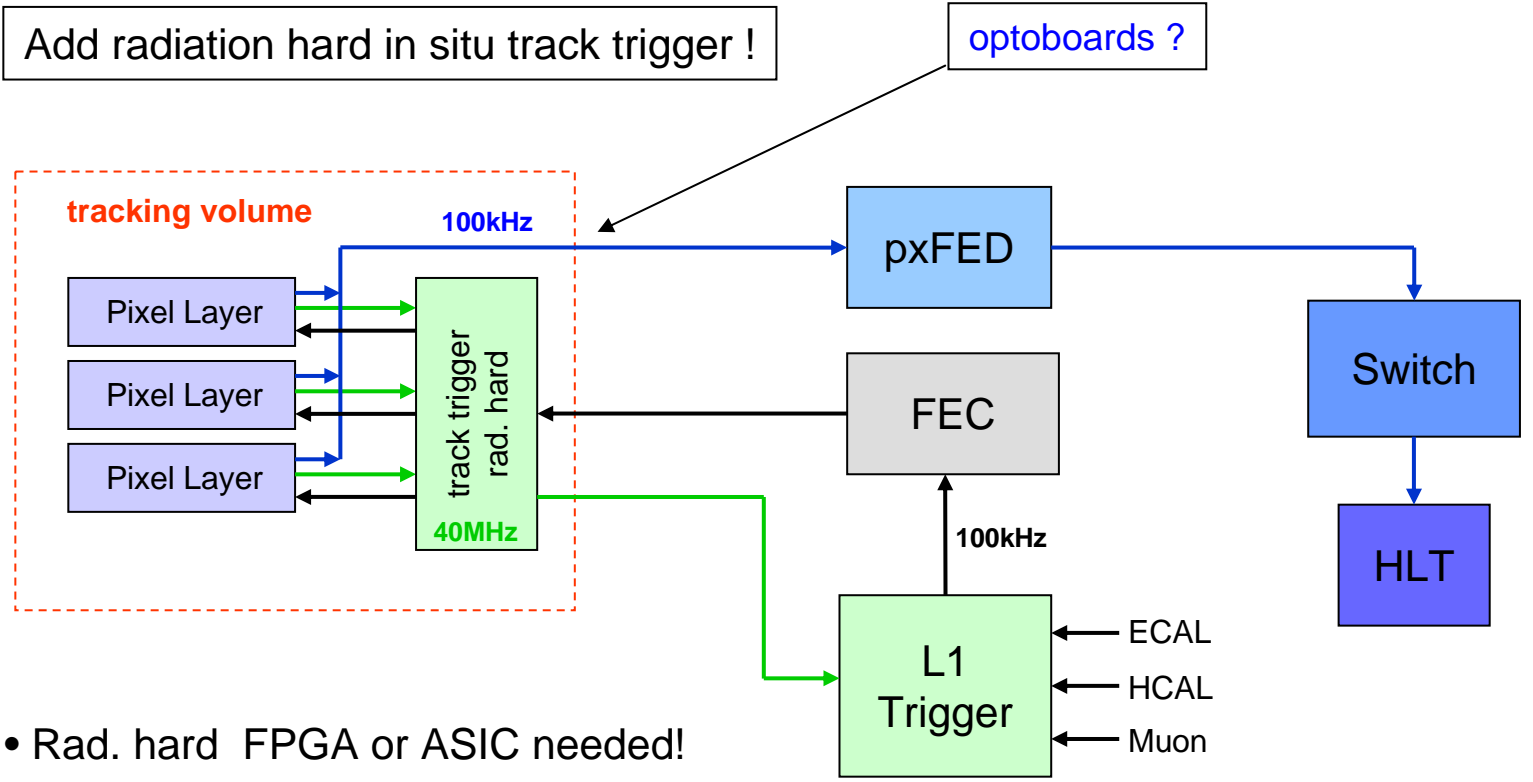 Add radiation hard in situ track trigger !
optoboards ?
tracking volume
100kHz
Pixel Layer
Pixel Layer
Pixel Layer
track trigger
rad. hard
40MHz
pxFED
FEC
Switch
HLT
100kHz
L1
Trigger
ECAL
HCAL
Muon
• Rad. hard FPGA or ASIC needed!